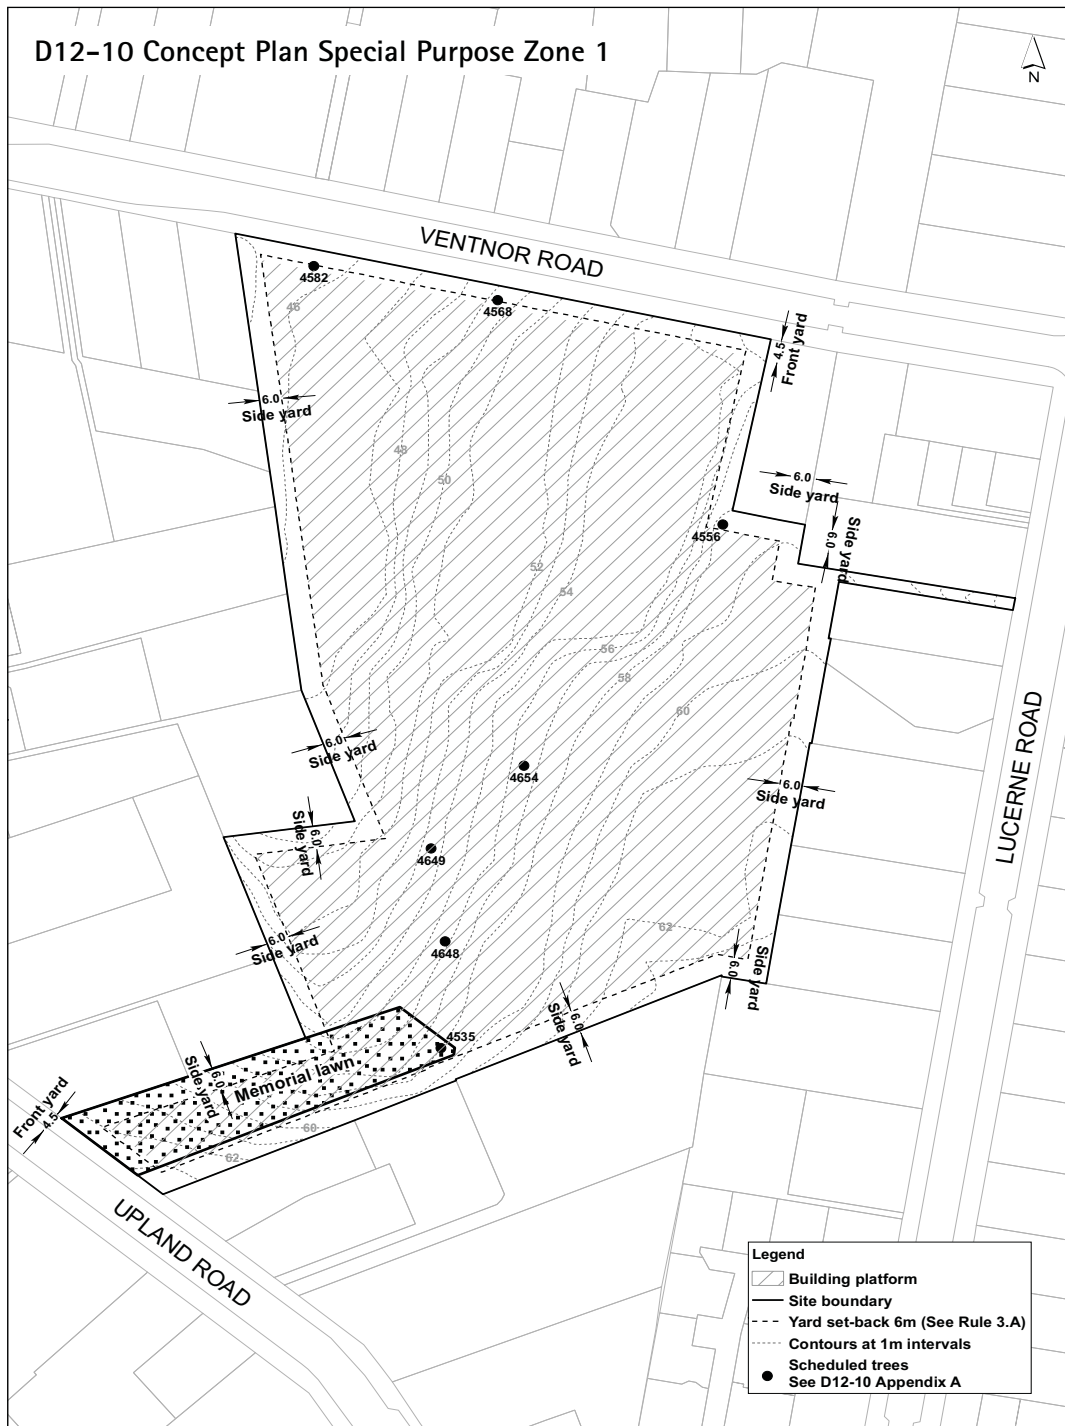 D12-10 Concept Plan Special Purpose Zone 1
N
VENTNOR ROAD
4582
4568
46
4.5
Front yard
6.0
Side yard
48
50
6.0
Side yard
4556
6.0
Side yard
52
54
56
58
60
6.0
Side yard
4654
6.0
Side yard
LUCERNE ROAD
6.0
Side yard
4649
6.0
Side yard
4648
62
6.0
Side yard
6.0
Side yard
4535
6.0
Side yard
Memorial lawn
Front yard
4.5
60
62
UPLAND ROAD
Legend
Building platform
Site boundary
Yard set-back 6m (See Rule 3.A)
Contours at 1m intervals
Scheduled trees
See D12-10 Appendix A